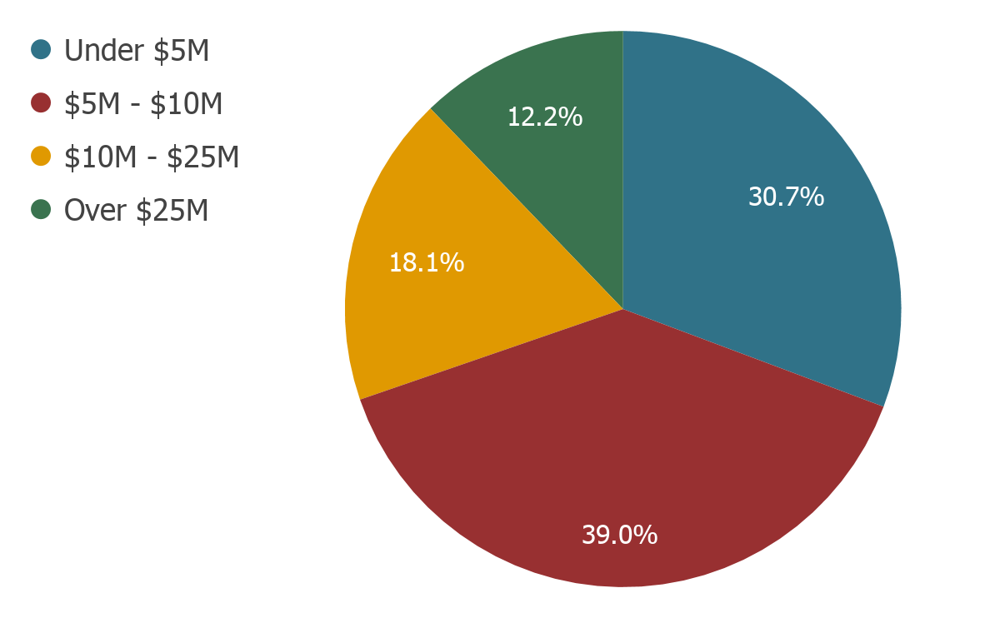 Under $5M
$5M - $10M
$10M - $25M
Over $25M
12.2%
30.7%
18.1%
39.0%